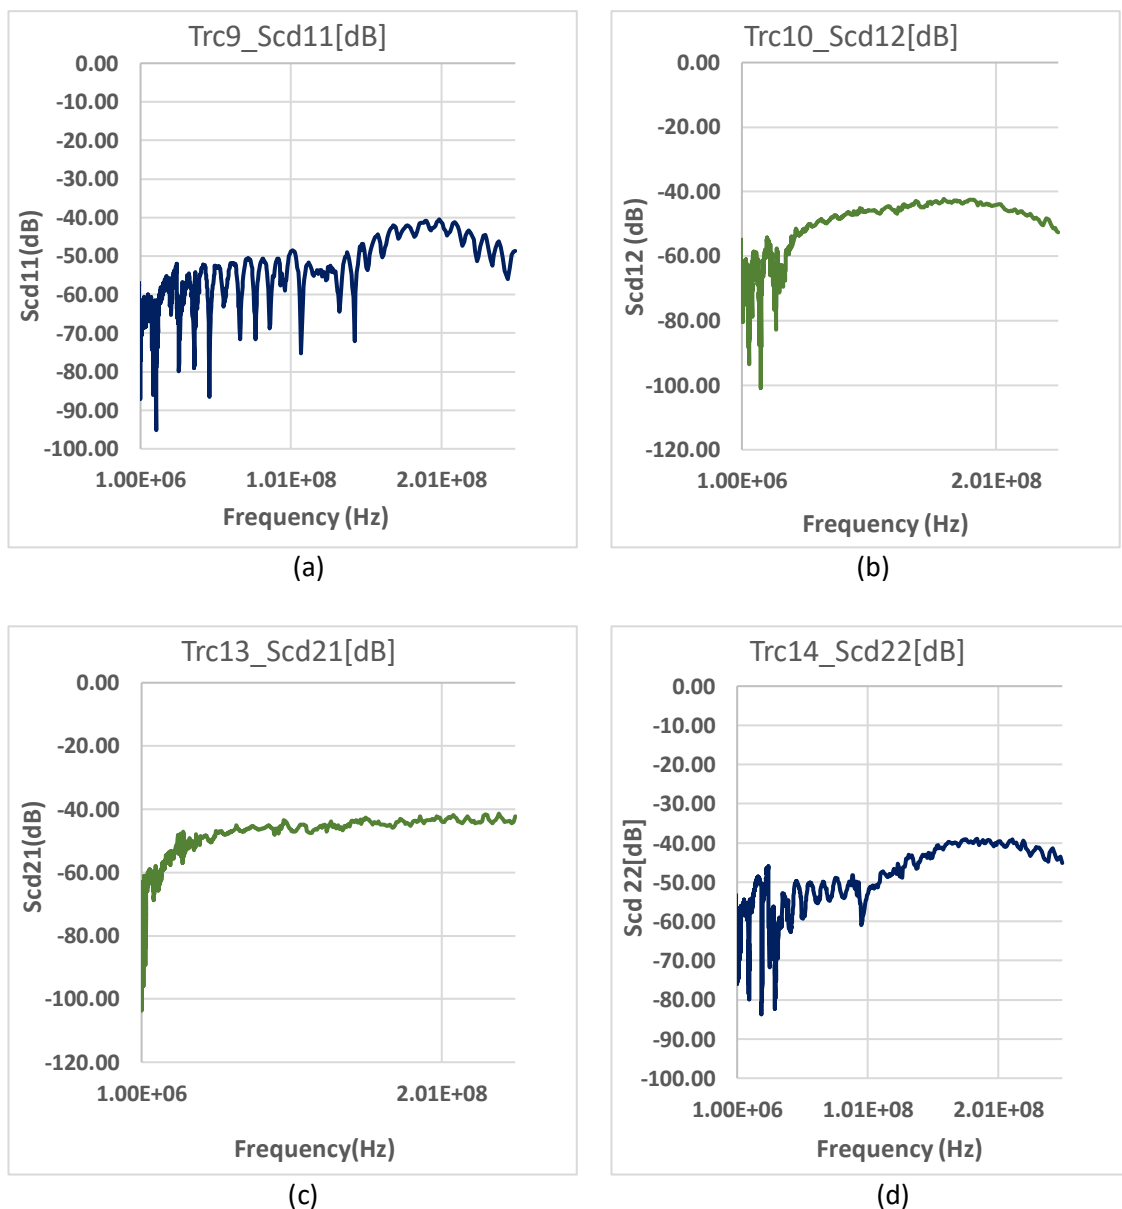 Trc9_Scd11[dB]
0.00
-10.00
-20.00
-30.00
-40.00
-50.00
-60.00
-70.00
-80.00
-90.00
-100.00
Scd11(dB)
1.00E+06 1.01E+08 2.01E+08
Frequency (Hz)
(a)
Trc10_Scd12[dB]
0.00
-20.00
-40.00
-60.00
-80.00
-100.00
-120.00
Scd12 (dB)
1.00E+06 2.01E+08
Frequency (Hz)
(b)
Trc13_Scd21[dB]
0.00
-20.00
-40.00
-60.00
-80.00
-100.00
-120.00
Scd21(dB)
1.00E+06 2.01E+08
Frequency(Hz)
(c)
Trc14_Scd22[dB]
0.00
-10.00
-20.00
-30.00
-40.00
-50.00
-60.00
-70.00
-80.00
-90.00
-100.00
Scd 22[dB]
1.00E+06 1.01E+08 2.01E+08
Frequency (Hz)
(d)